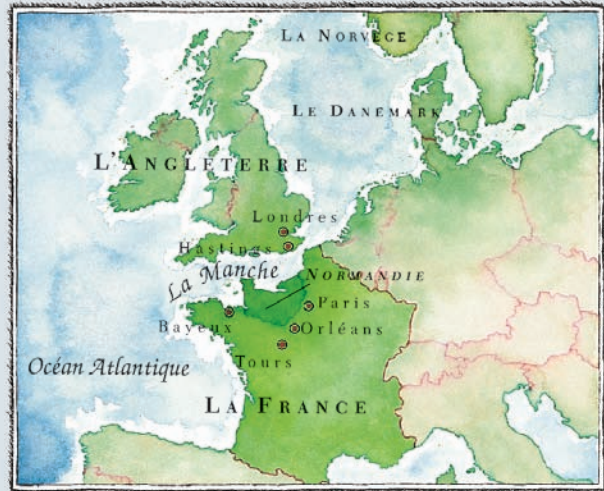 LA NORVÈGE
LE DANEMARK
L'ANGLETERRE
Londres
Hastings
La Manche
NORMANDIE
Paris
Bayeux
Orléans
Tours
Océan Atlantique
LA FRANCE